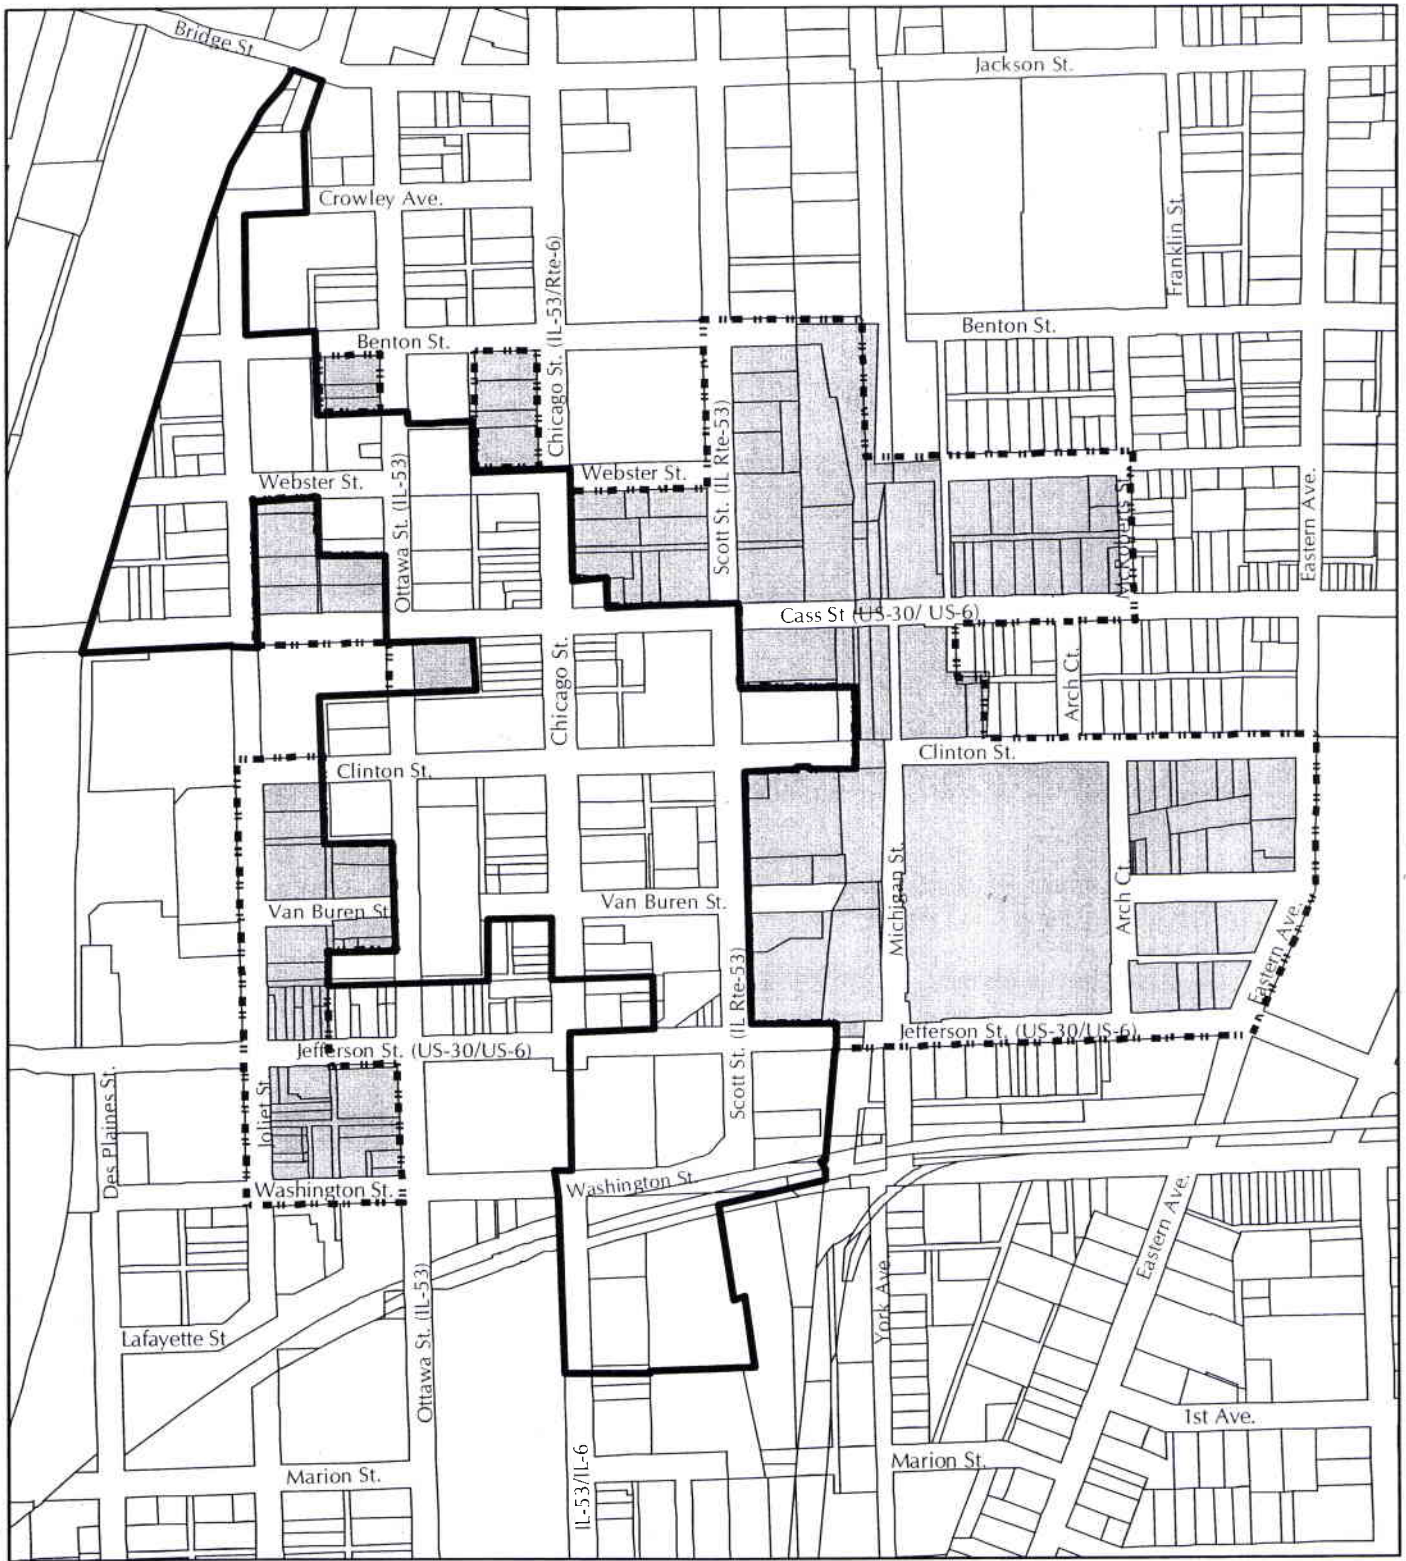 Bridge St
Jackson St.
Crowley Ave.
Franklin St.
Chicago St. (IL-53/Rte-6)
Benton St.
Benton St.
Webster St.
Webster St.
Ottawa St. (IL-53)
Scott St. (IL Rte-53)
McRoberts St.
Eastern Ave.
Cass St (US-30/ US-6)
Chicago St.
Arch Ct.
Clinton St.
Clinton St.
Van Buren St.
Van Buren St.
Michigan St.
Arch Ct.
Eastern Ave.
Scott St. (IL Rte-53)
Jefferson St. (US-30/US-6)
Jefferson St. (US-30/US-6)
Des Plaines St.
Joliet St
Washington St.
Washington St.
Eastern Ave.
York Ave.
Ottawa St. (IL-53)
Lafayette St
1st Ave.
Marion St.
Marion St.
IL-53/IL-6